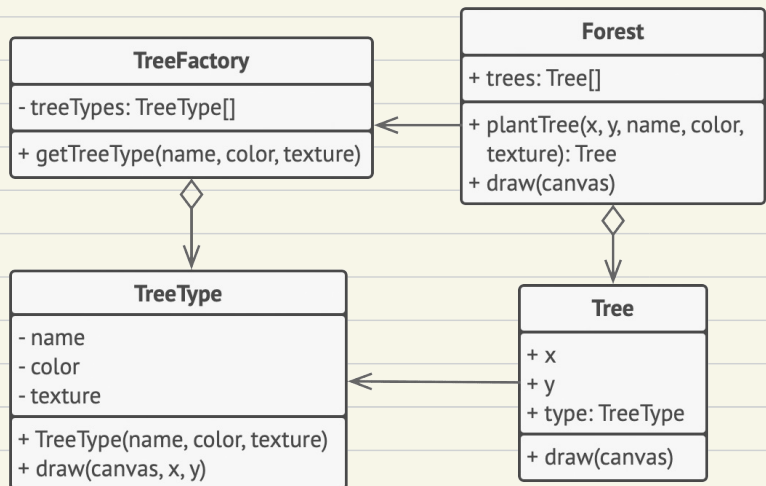 TreeFactory
- treeTypes: TreeType[]
+ getTreeType(name, color, texture)
Forest
+ trees: Tree[]
+ plantTree(x, y, name, color,
texture): Tree
+ draw(canvas)
TreeType
- name
- color
- texture
+ TreeType(name, color, texture)
+ draw(canvas, x, y)
Tree
+ x
+ y
+ type: TreeType
+ draw(canvas)